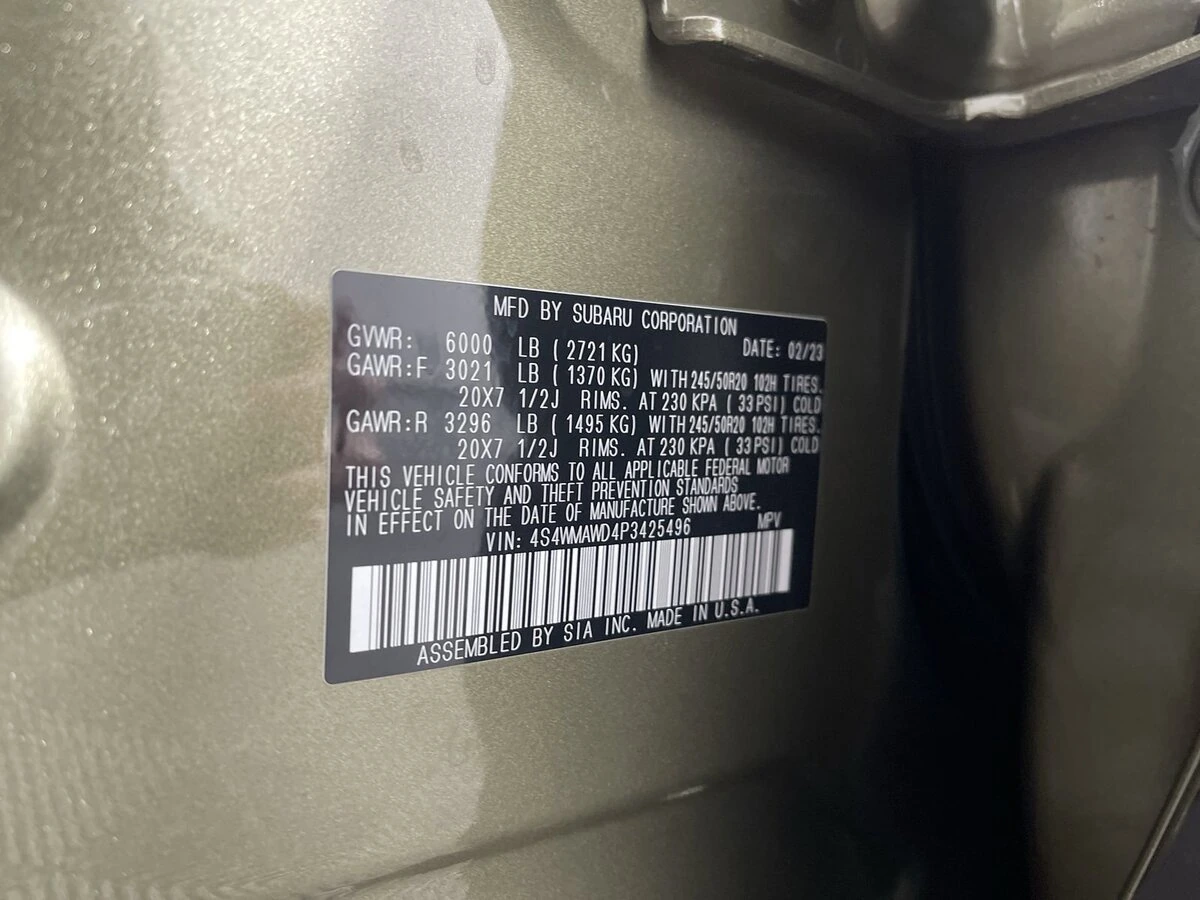 MFD BY SUBARU CORPORATION
GVWR: 6000 LB ( 2721 KG) DATE: 02/23
GAWR:F 3021 LB ( 1370 KG) WITH 245/50R20 102H TIRES.
20X7 1/2J RIMS. AT 230 KPA ( 33 PSI) COLD
GAWR:R 3296 LB ( 1495 KG) WITH 245/50R20 102H TIRES.
20X7 1/2J RIMS. AT 230 KPA ( 33 PSI) COLD
THIS VEHICLE CONFORMS TO ALL APPLICABLE FEDERAL MOTOR
VEHICLE SAFETY AND THEFT PREVENTION STANDARDS
IN EFFECT ON THE DATE OF MANUFACTURE SHOWN ABOVE.
VIN: 4S4WMAWD4P3425496 MPV
ASSEMBLED BY SIA INC. MADE IN U.S.A.